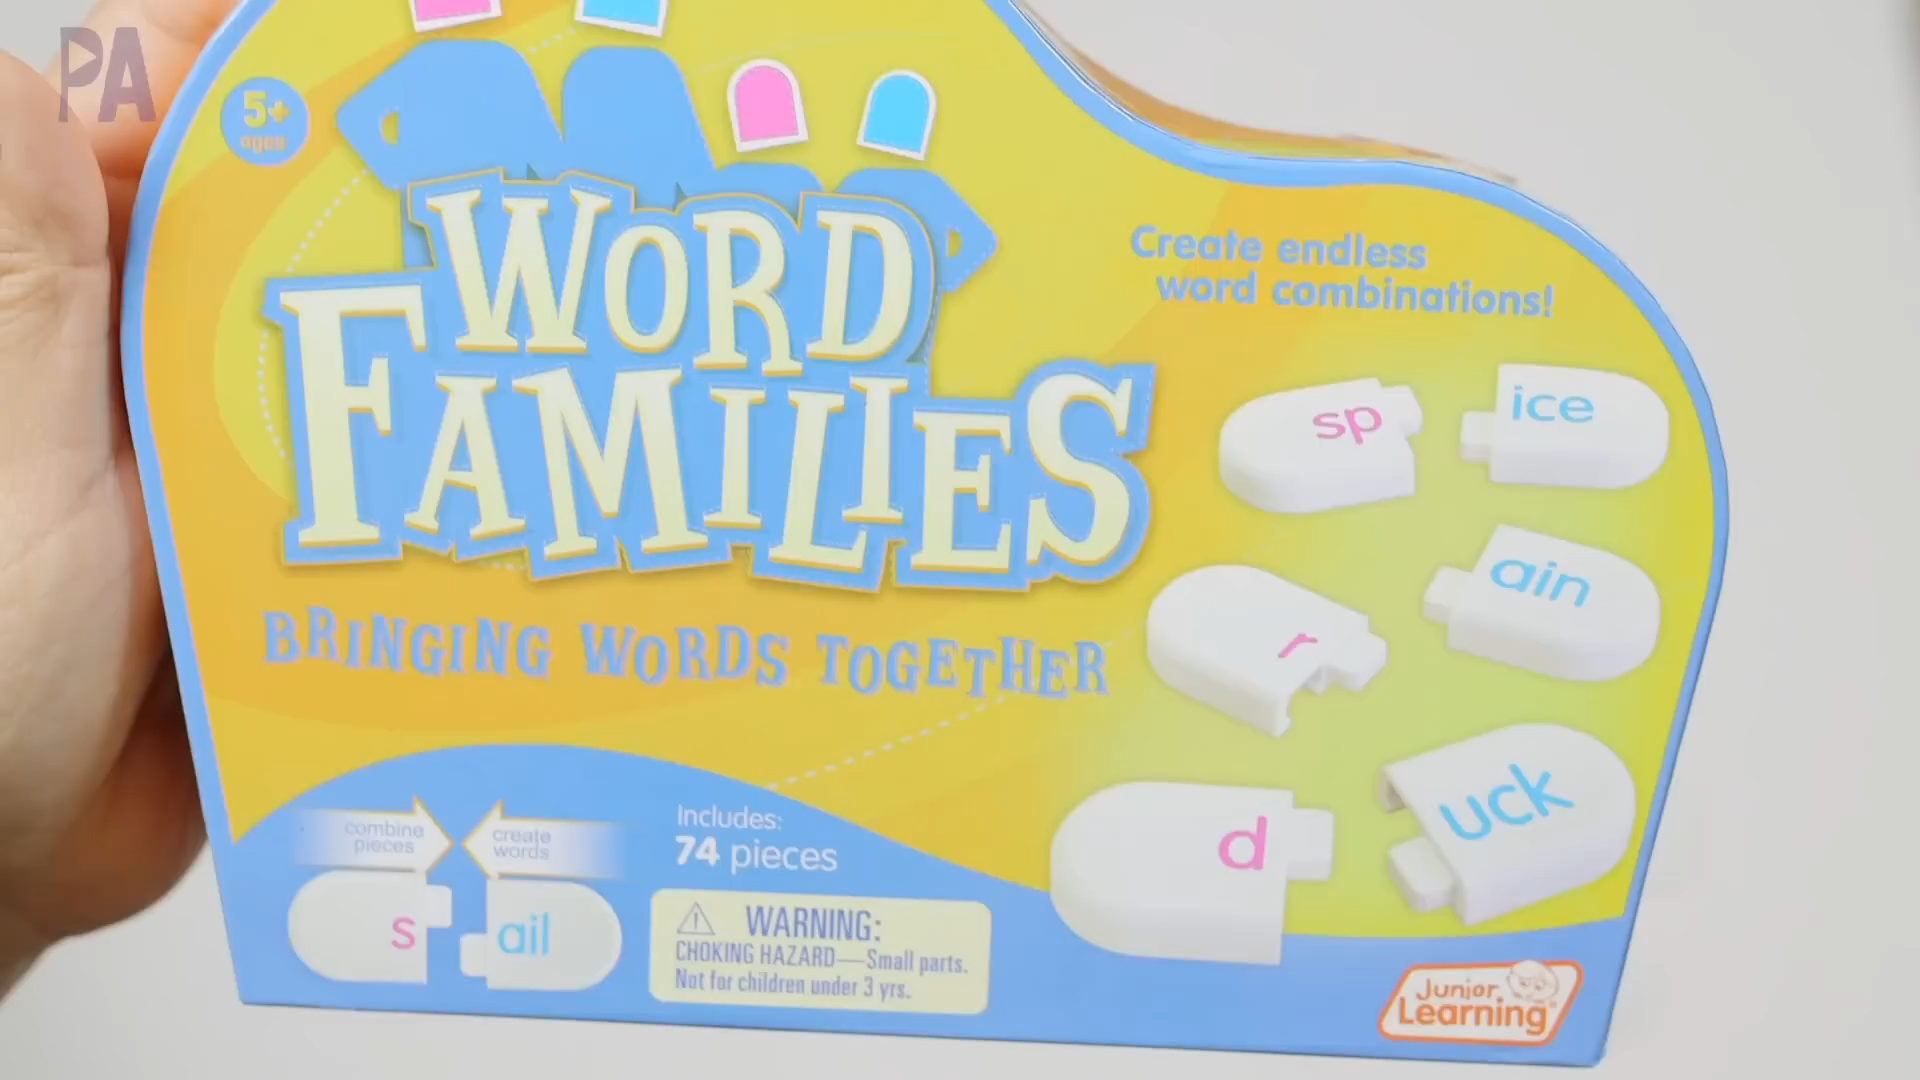 PA
5+
ages
WORD
FAMILIES
BRINGING WORDS TOGETHER
Create endless
word combinations!
sp
ice
r
ain
d
uck
combine
pieces
create
words
s
ail
Includes:
74 pieces
WARNING:
CHOKING HAZARD—Small parts.
Not for children under 3 yrs.
Junior
Learning